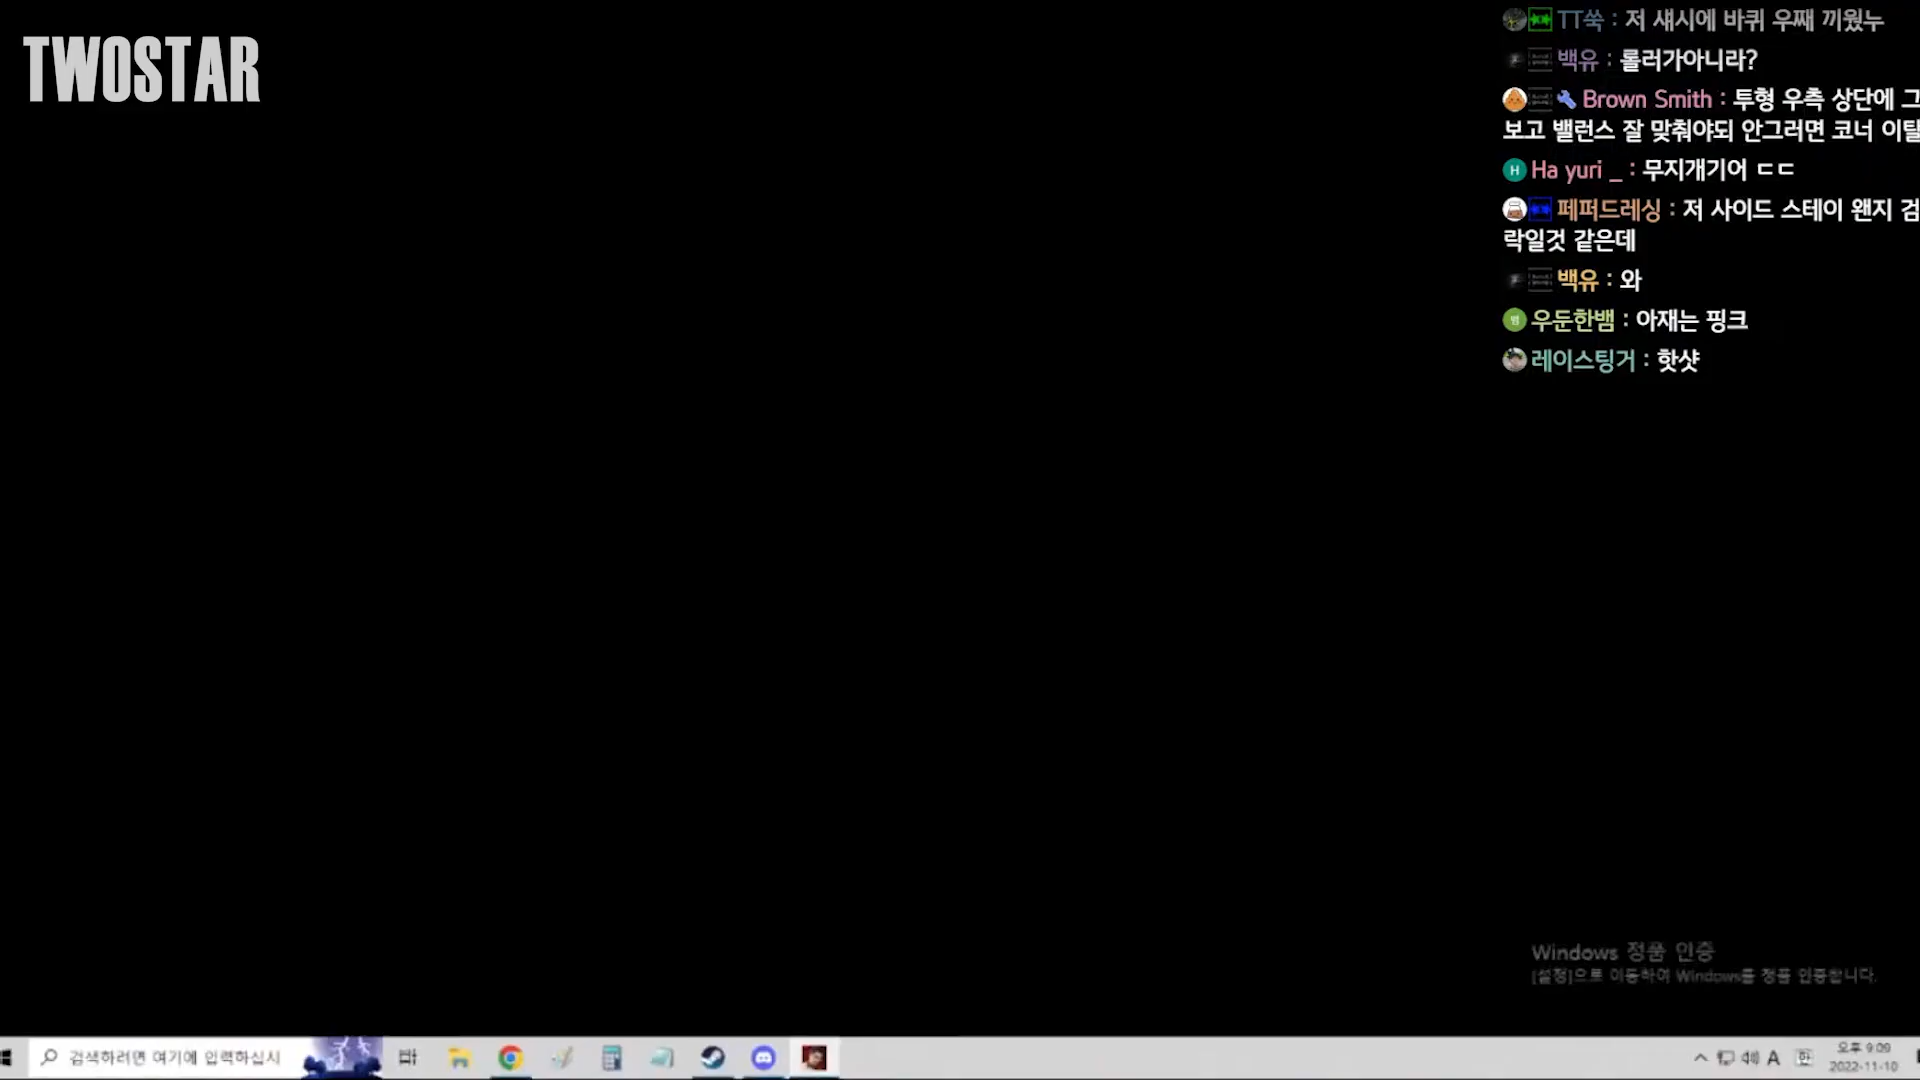 TWOSTAR
TT쑥 : 저 섀시에 바퀴 우째 끼웠누
백유 : 롤러가아니라?
Brown Smith : 투형 우측 상단에 그
보고 밸런스 잘 맞춰야되 안그러면 코너 이탈
Ha yuri _ : 무지개기어 ㄷㄷ
페퍼드레싱 : 저 사이드 스테이 왠지 검
락일것 같은데
백유 : 와
우둔한뱀 : 아재는 핑크
레이스팅거 : 핫샷
Windows 정품 인증
[설정]으로 이동하여 Windows를 정품 인증합니다.
검색하려면 여기에 입력하십시
A 한
오후 9:09
2022-11-10